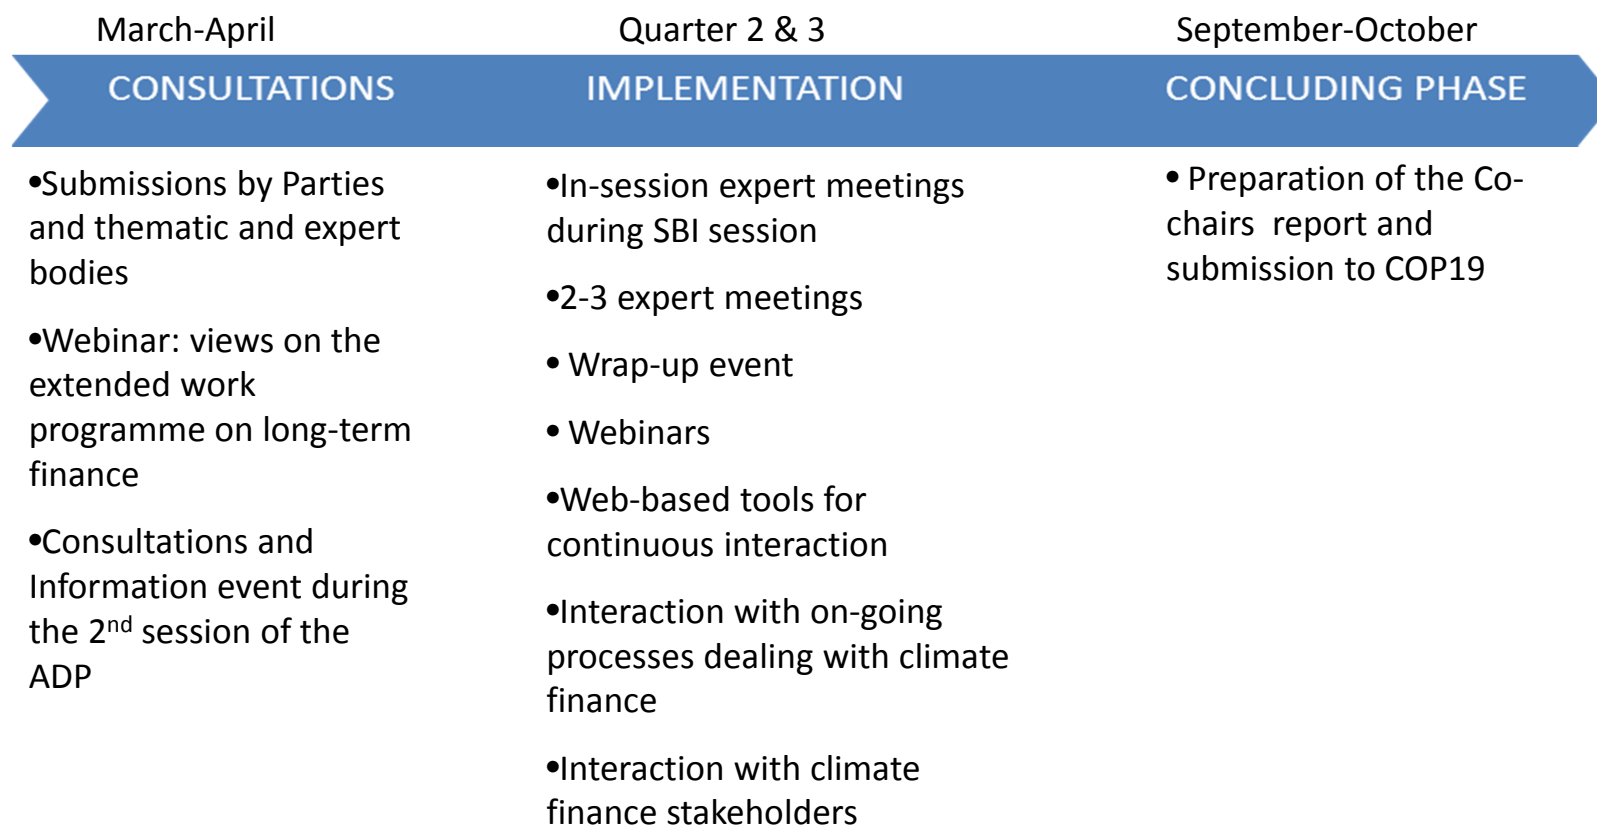 March-April
CONSULTATIONS
•Submissions by Parties
and thematic and expert
bodies
•Webinar: views on the
extended work
programme on long-term
finance
•Consultations and
Information event during
the 2nd session of the
ADP
Quarter 2 & 3
IMPLEMENTATION
•In-session expert meetings
during SBI session
•2-3 expert meetings
• Wrap-up event
• Webinars
•Web-based tools for
continuous interaction
•Interaction with on-going
processes dealing with climate
finance
•Interaction with climate
finance stakeholders
September-October
CONCLUDING PHASE
• Preparation of the Co-
chairs  report and
submission to COP19